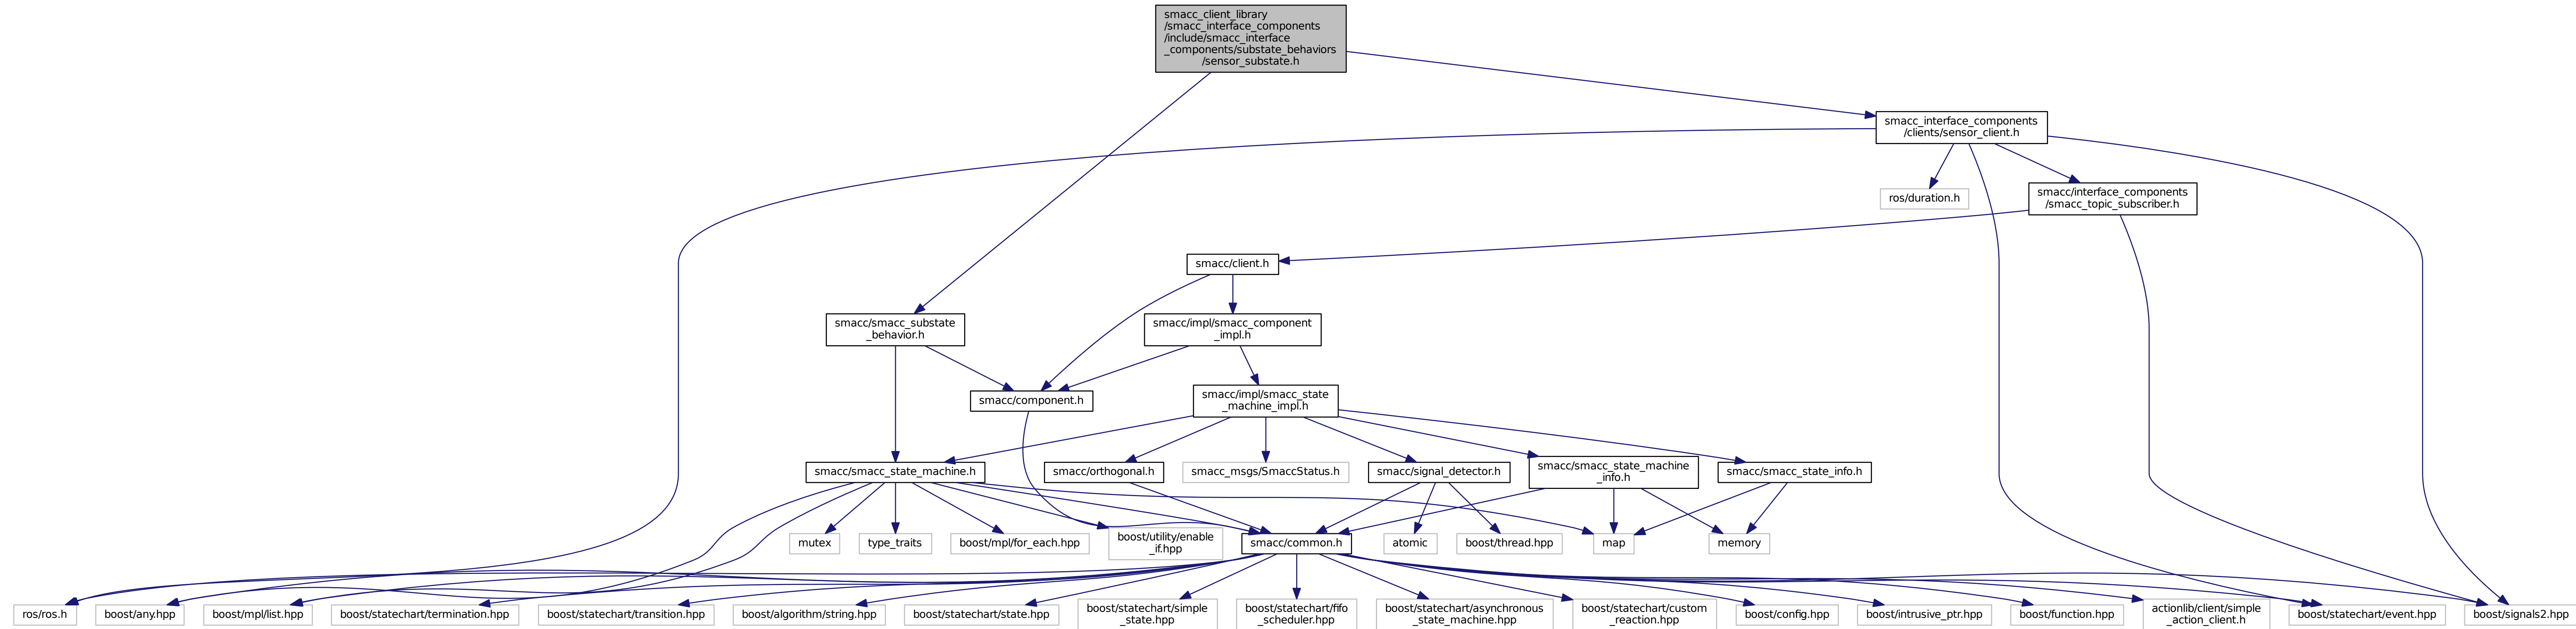 smacc_client_library
/smacc_interface_components
/include/smacc_interface
_components/substate_behaviors
/sensor_substate.h
smacc_interface_components
/clients/sensor_client.h
ros/duration.h
smacc/interface_components
/smacc_topic_subscriber.h
smacc/client.h
smacc/smacc_substate
_behavior.h
smacc/impl/smacc_component
_impl.h
smacc/component.h
smacc/impl/smacc_state
_machine_impl.h
smacc/smacc_state_machine.h
smacc/orthogonal.h
smacc_msgs/SmaccStatus.h
smacc/signal_detector.h
smacc/smacc_state_machine
_info.h
smacc/smacc_state_info.h
mutex
type_traits
boost/mpl/for_each.hpp
boost/utility/enable
_if.hpp
smacc/common.h
atomic
boost/thread.hpp
map
memory
ros/ros.h
boost/any.hpp
boost/mpl/list.hpp
boost/statechart/termination.hpp
boost/statechart/transition.hpp
boost/algorithm/string.hpp
boost/statechart/state.hpp
boost/statechart/simple
_state.hpp
boost/statechart/fifo
_scheduler.hpp
boost/statechart/asynchronous
_state_machine.hpp
boost/statechart/custom
_reaction.hpp
boost/config.hpp
boost/intrusive_ptr.hpp
boost/function.hpp
actionlib/client/simple
_action_client.h
boost/statechart/event.hpp
boost/signals2.hpp